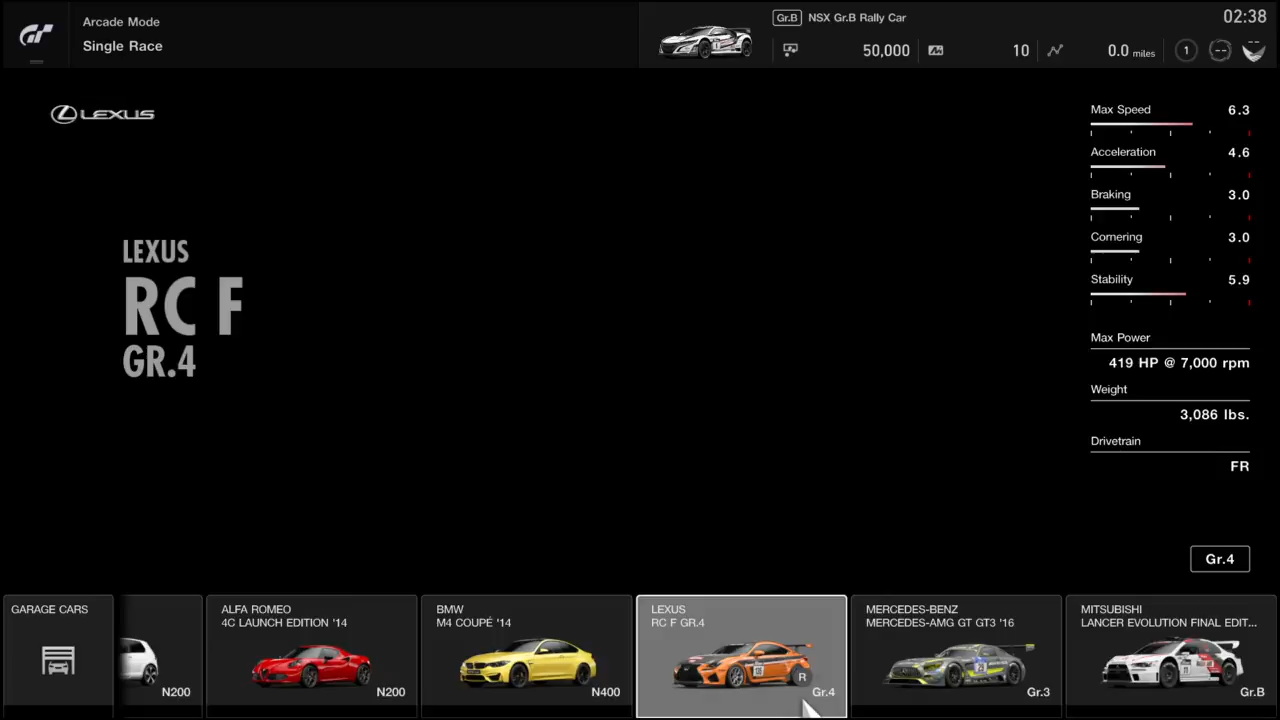 Arcade Mode
Single Race
Gr.B NSX Gr.B Rally Car
02:38
50,000
10
0.0 miles
1
--
--
LEXUS
LEXUS
RC F
GR.4
Max Speed 6.3
Acceleration 4.6
Braking 3.0
Cornering 3.0
Stability 5.9
Max Power
419 HP @ 7,000 rpm
Weight
3,086 lbs.
Drivetrain
FR
Gr.4
GARAGE CARS
N200
ALFA ROMEO
4C LAUNCH EDITION '14
N200
BMW
M4 COUPÉ '14
N400
LEXUS
RC F GR.4
R
Gr.4
MERCEDES-BENZ
MERCEDES-AMG GT GT3 '16
Gr.3
MITSUBISHI
LANCER EVOLUTION FINAL EDIT...
Gr.B